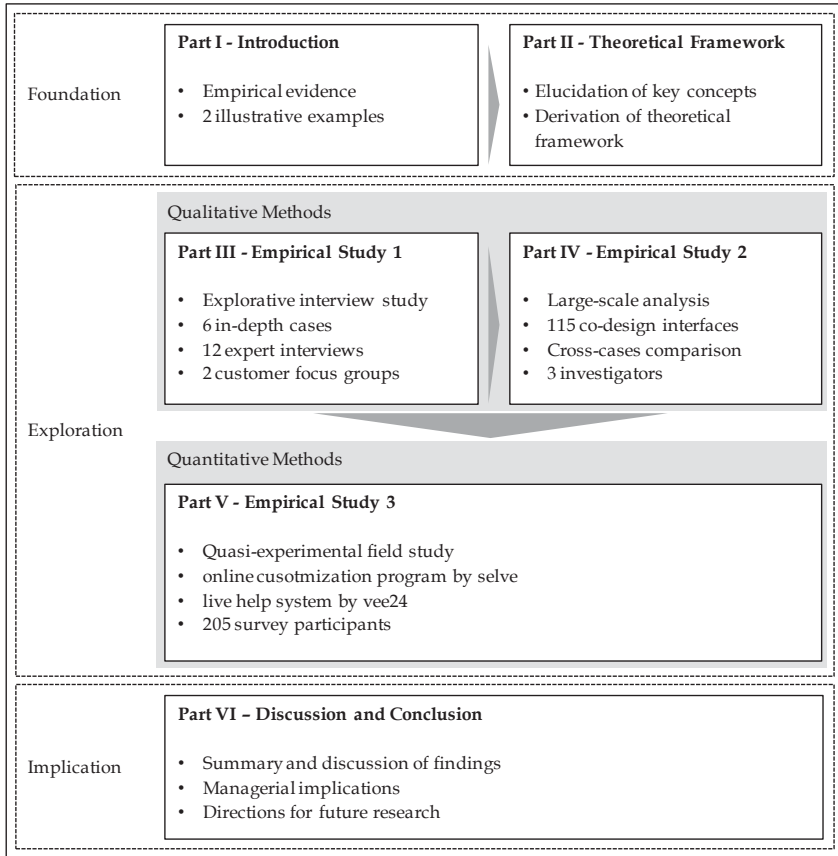 Foundation
Part I - Introduction
• Empirical evidence
• 2 illustrative examples
Part II - Theoretical Framework
• Elucidation of key concepts
• Derivation of theoretical
framework
Exploration
Qualitative Methods
Part III - Empirical Study 1
• Explorative interview study
• 6 in-depth cases
• 12 expert interviews
• 2 customer focus groups
Part IV - Empirical Study 2
• Large-scale analysis
• 115 co-design interfaces
• Cross-cases comparison
• 3 investigators
Quantitative Methods
Part V - Empirical Study 3
• Quasi-experimental field study
• online cusotmization program by selve
• live help system by vee24
• 205 survey participants
Implication
Part VI – Discussion and Conclusion
• Summary and discussion of findings
• Managerial implications
• Directions for future research